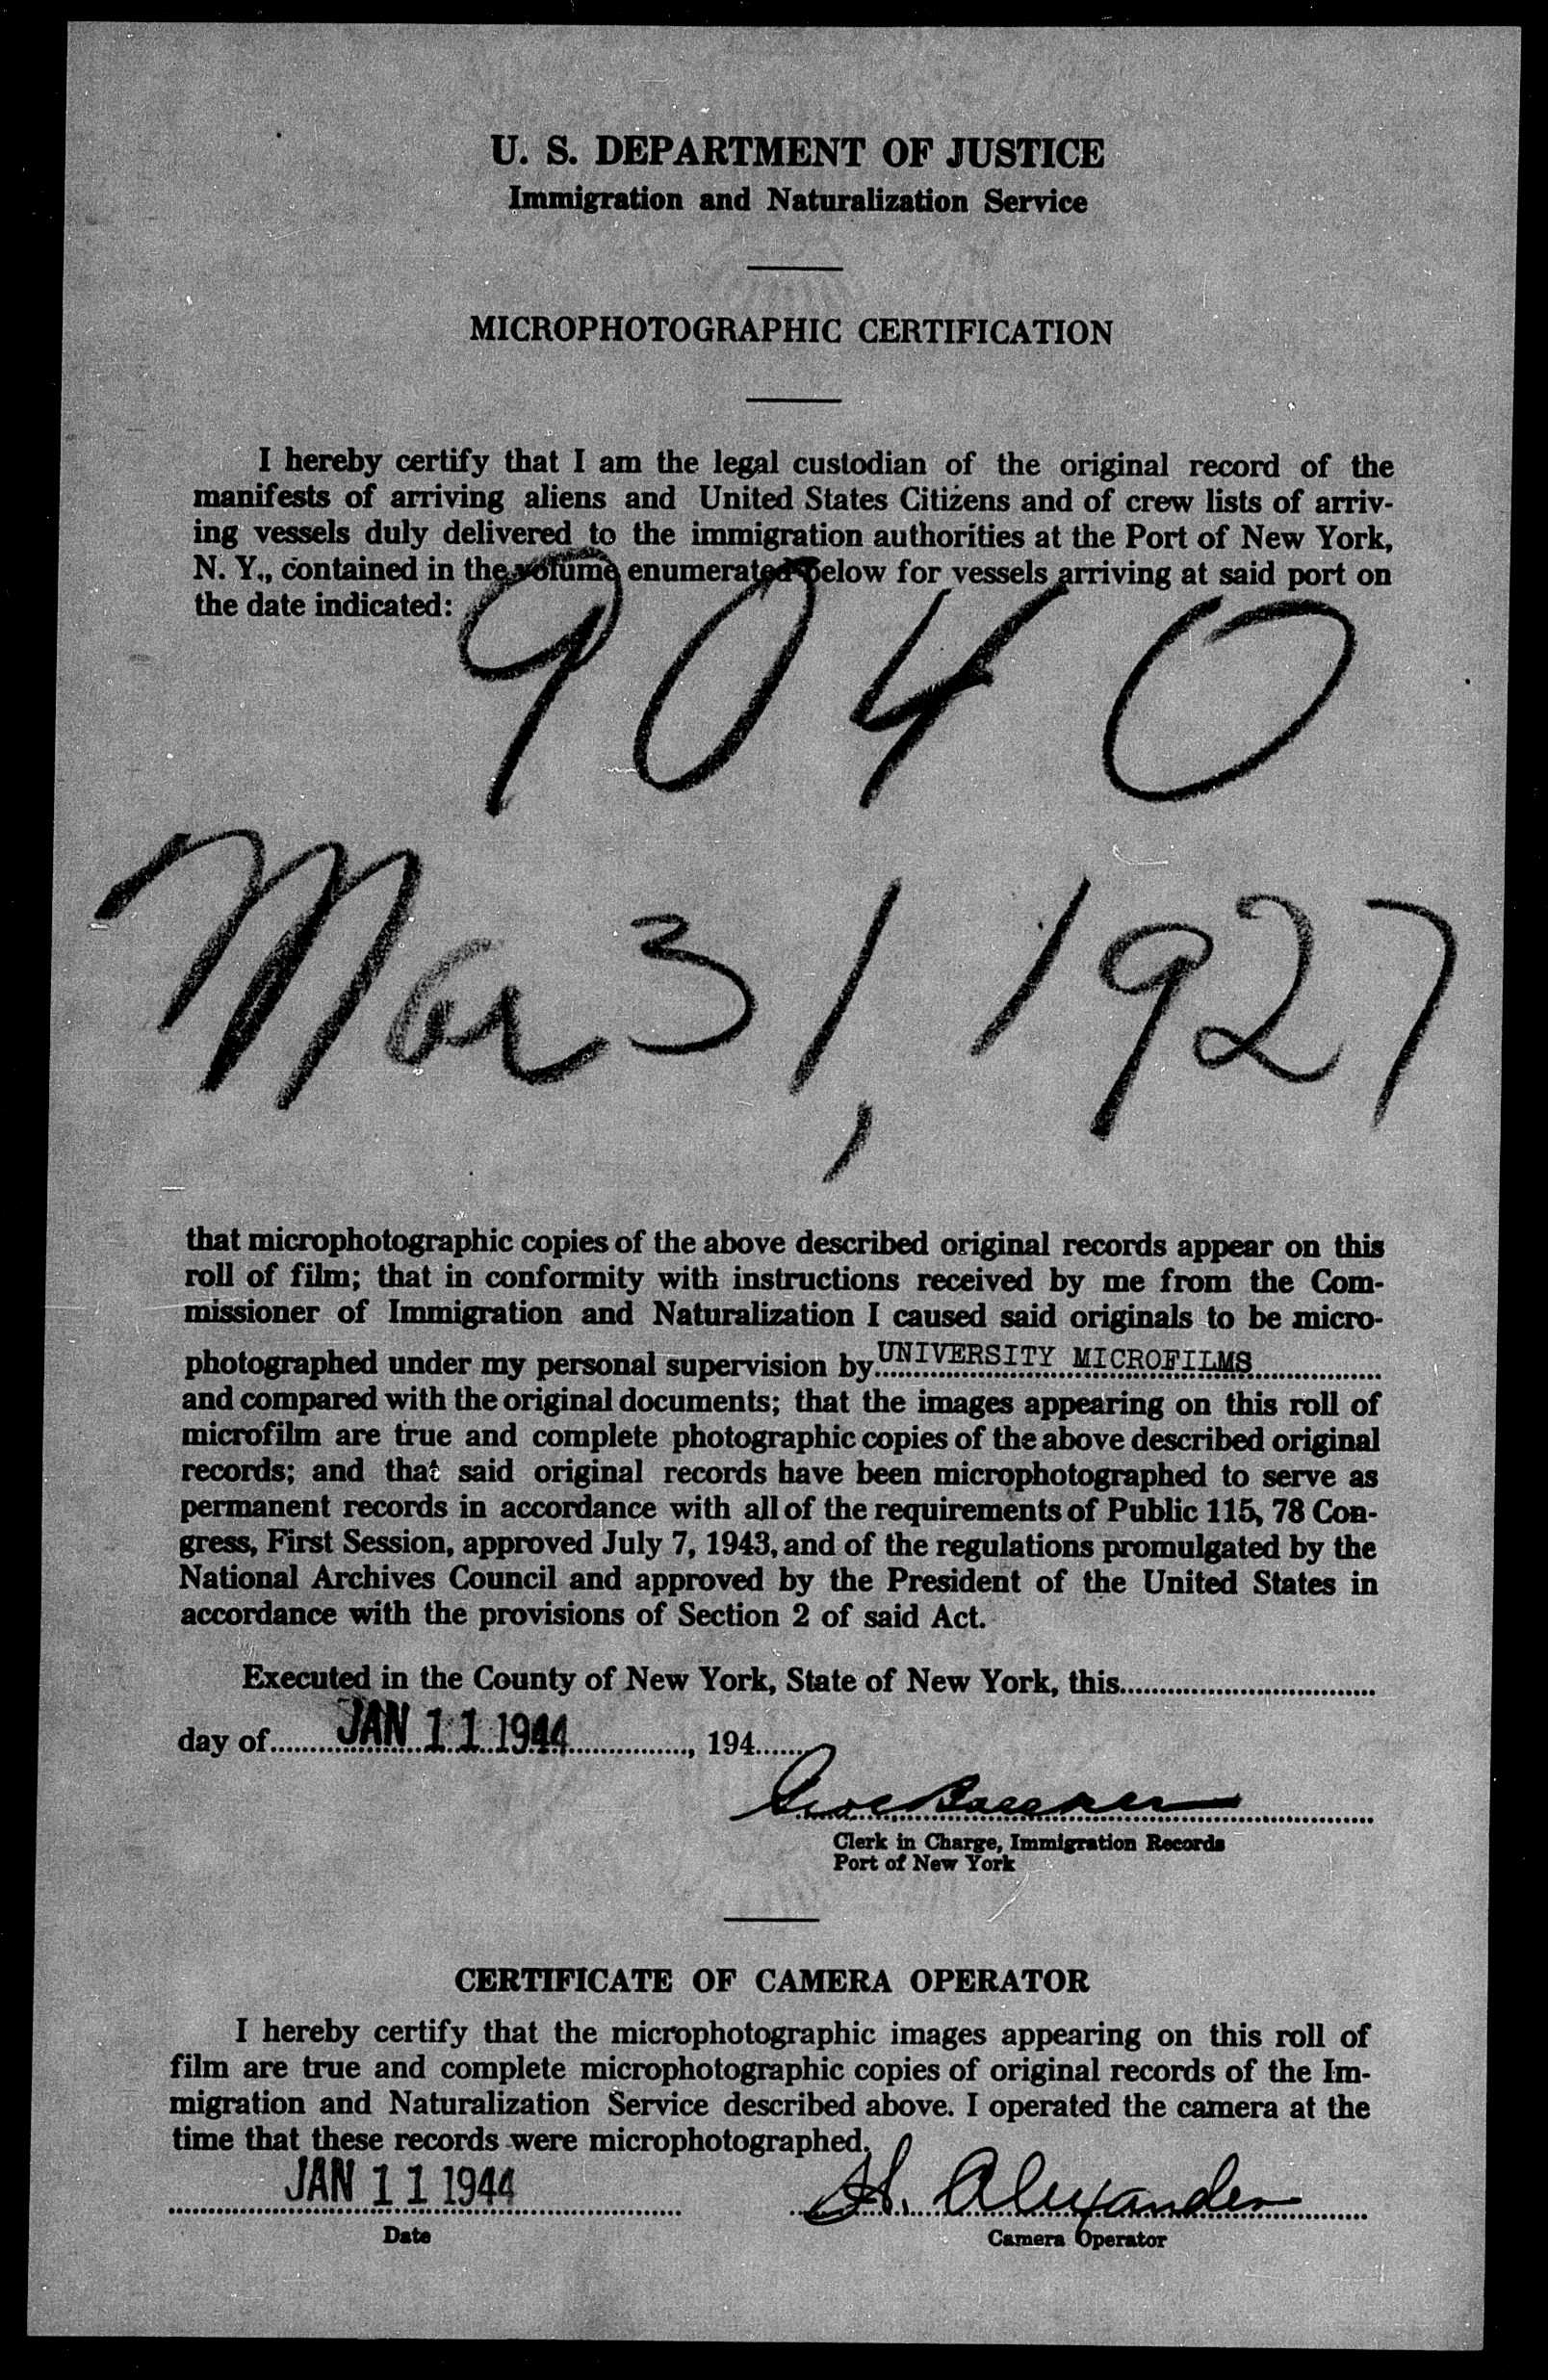 U. S. DEPARTMENT OF JUSTICE
Immigration and Naturalization Service
MICROPHOTOGRAPHIC CERTIFICATION
I hereby certify that I am the legal custodian of the original record of the
manifests of arriving aliens and United States Citizens and of crew lists of arriv-
ing vessels duly delivered to the immigration authorities at the Port of New York,
N. Y., contained in the volume enumerated below for vessels arriving at said port on
the date indicated:
9040
Mar 31, 1927
that microphotographic copies of the above described original records appear on this
roll of film; that in conformity with instructions received by me from the Com-
missioner of Immigration and Naturalization I caused said originals to be micro-
photographed under my personal supervision by UNIVERSITY MICROFILMS
and compared with the original documents; that the images appearing on this roll of
microfilm are true and complete photographic copies of the above described original
records; and that said original records have been microphotographed to serve as
permanent records in accordance with all of the requirements of Public 115, 78 Con-
gress, First Session, approved July 7, 1943, and of the regulations promulgated by the
National Archives Council and approved by the President of the United States in
accordance with the provisions of Section 2 of said Act.
Executed in the County of New York, State of New York, this
day of JAN 11 1944, 194
Clerk in Charge, Immigration Records
Port of New York
CERTIFICATE OF CAMERA OPERATOR
I hereby certify that the microphotographic images appearing on this roll of
film are true and complete microphotographic copies of original records of the Im-
migration and Naturalization Service described above. I operated the camera at the
time that these records were microphotographed.
JAN 11 1944 H. Alexander
Date Camera Operator